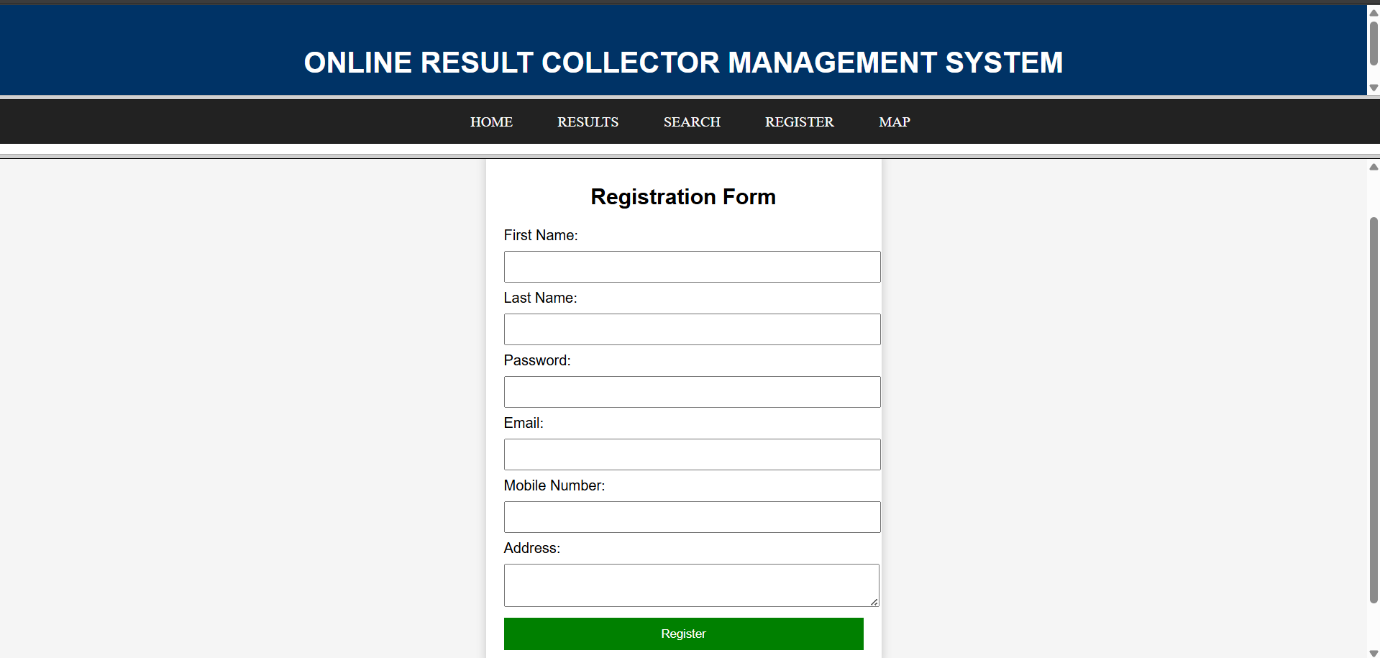 ONLINE RESULT COLLECTOR MANAGEMENT SYSTEM
HOME RESULTS SEARCH REGISTER MAP
Registration Form
First Name:
Last Name:
Password:
Email:
Mobile Number:
Address:
Register